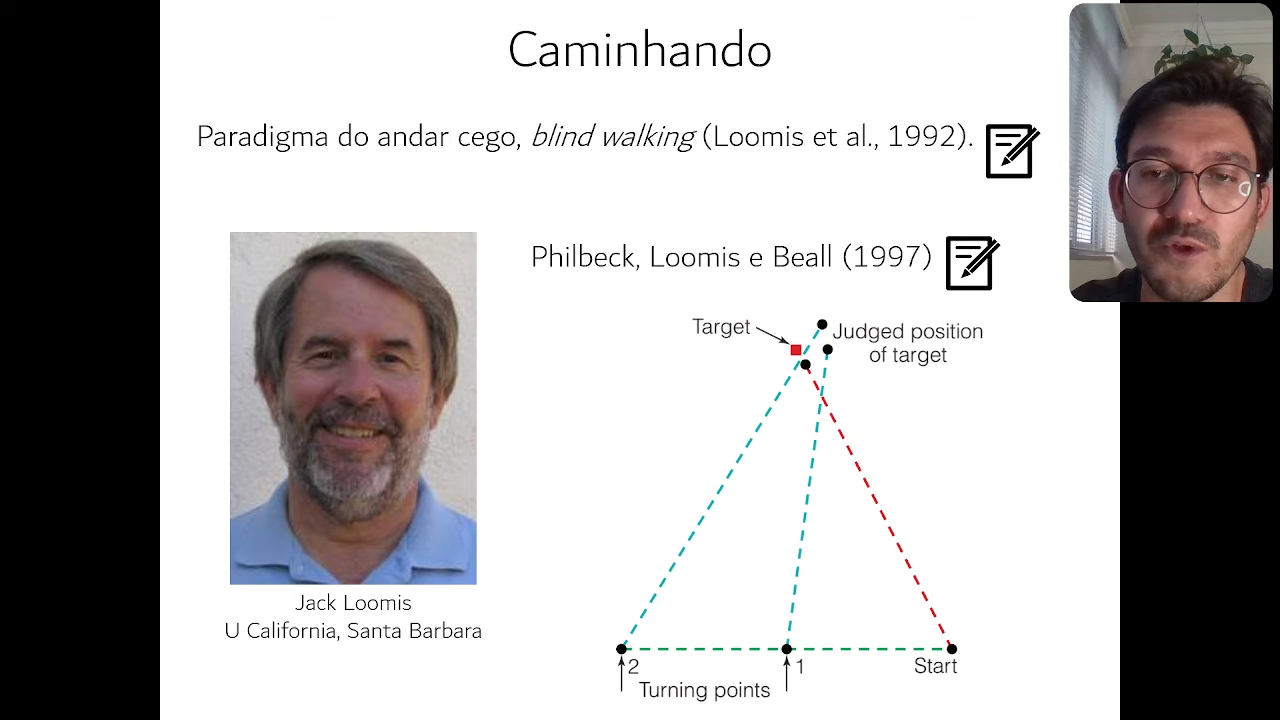 Caminhando
Paradigma do andar cego, blind walking (Loomis et al., 1992).
Philbeck, Loomis e Beall (1997)
Target
Judged position
of target
Jack Loomis
U California, Santa Barbara
2
1
Start
Turning points